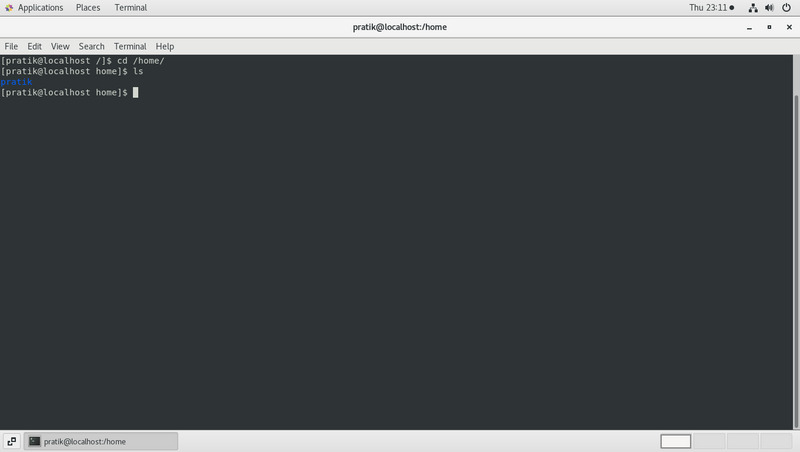 Applications Places Terminal Thu 23:11
pratik@localhost:/home
File Edit View Search Terminal Help
[pratik@localhost /]$ cd /home/
[pratik@localhost home]$ ls
pratik
[pratik@localhost home]$
pratik@localhost:/home